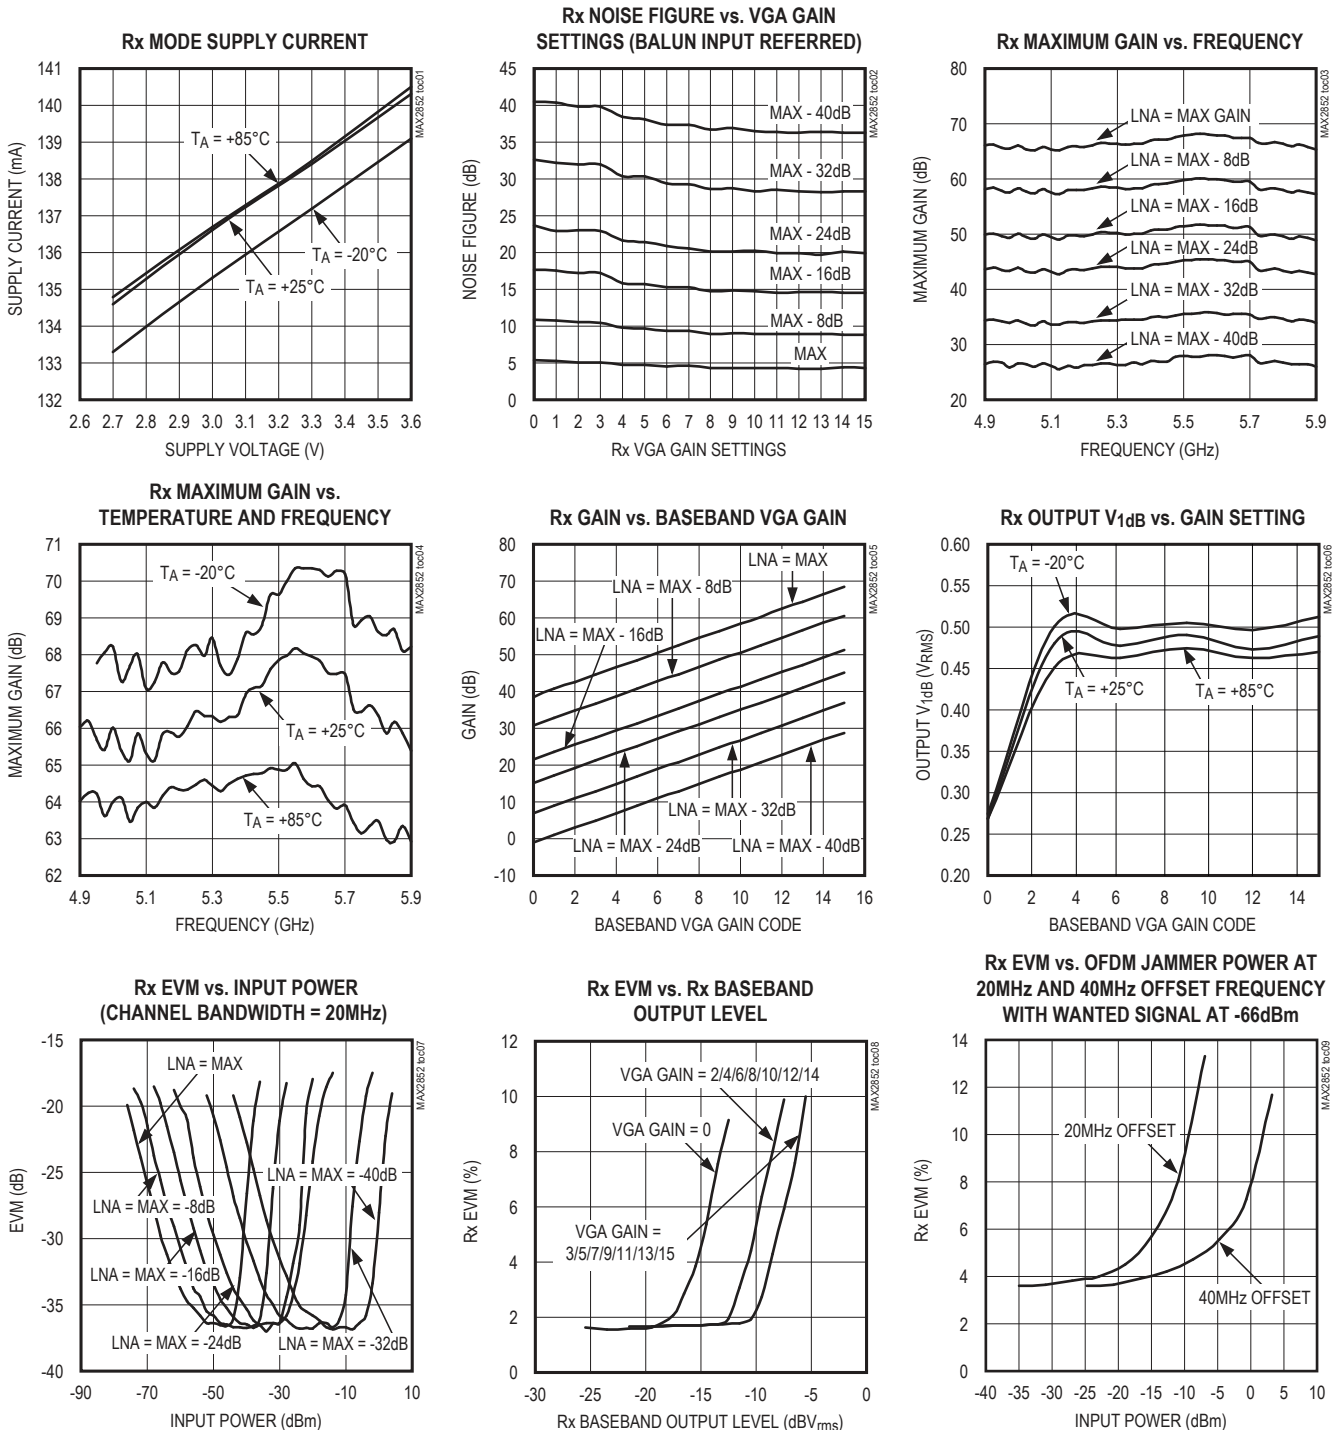 Rx MODE SUPPLY CURRENT
141
140
139
138
137
136
135
134
133
132
SUPPLY CURRENT (mA)
TA = +85°C
TA = -20°C
TA = +25°C
MAX2852 toc01
2.6 2.7 2.8 2.9 3.0 3.1 3.2 3.3 3.4 3.5 3.6
SUPPLY VOLTAGE (V)
Rx NOISE FIGURE vs. VGA GAIN
SETTINGS (BALUN INPUT REFERRED)
45
40
35
30
25
20
15
10
5
0
NOISE FIGURE (dB)
MAX - 40dB
MAX - 32dB
MAX - 24dB
MAX - 16dB
MAX - 8dB
MAX
MAX2852 toc02
0 1 2 3 4 5 6 7 8 9 10 11 12 13 14 15
Rx VGA GAIN SETTINGS
Rx MAXIMUM GAIN vs. FREQUENCY
80
70
60
50
40
30
20
MAXIMUM GAIN (dB)
LNA = MAX GAIN
LNA = MAX - 8dB
LNA = MAX - 16dB
LNA = MAX - 24dB
LNA = MAX - 32dB
LNA = MAX - 40dB
MAX2852 toc03
4.9 5.1 5.3 5.5 5.7 5.9
FREQUENCY (GHz)
Rx MAXIMUM GAIN vs.
TEMPERATURE AND FREQUENCY
71
70
69
68
67
66
65
64
63
62
MAXIMUM GAIN (dB)
TA = -20°C
TA = +25°C
TA = +85°C
MAX2852 toc04
4.9 5.1 5.3 5.5 5.7 5.9
FREQUENCY (GHz)
Rx GAIN vs. BASEBAND VGA GAIN
80
70
60
50
40
30
20
10
0
-10
GAIN (dB)
LNA = MAX
LNA = MAX - 8dB
LNA = MAX - 16dB
LNA = MAX - 32dB
LNA = MAX - 24dB
LNA = MAX - 40dB
MAX2852 toc05
0 2 4 6 8 10 12 14 16
BASEBAND VGA GAIN CODE
Rx OUTPUT V1dB vs. GAIN SETTING
0.60
0.55
0.50
0.45
0.40
0.35
0.30
0.25
0.20
OUTPUT V1dB (VRMS)
TA = -20°C
TA = +25°C
TA = +85°C
MAX2852 toc06
0 2 4 6 8 10 12 14
BASEBAND VGA GAIN CODE
Rx EVM vs. INPUT POWER
(CHANNEL BANDWIDTH = 20MHz)
-15
-20
-25
-30
-35
-40
EVM (dB)
LNA = MAX
LNA = MAX = -40dB
LNA = MAX = -8dB
LNA = MAX = -16dB
LNA = MAX = -24dB
LNA = MAX = -32dB
MAX2852 toc07
-90 -70 -50 -30 -10 10
INPUT POWER (dBm)
Rx EVM vs. Rx BASEBAND
OUTPUT LEVEL
12
10
8
6
4
2
0
Rx EVM (%)
VGA GAIN = 2/4/6/8/10/12/14
VGA GAIN = 0
VGA GAIN =
3/5/7/9/11/13/15
MAX2852 toc08
-30 -25 -20 -15 -10 -5 0
Rx BASEBAND OUTPUT LEVEL (dBVrms)
Rx EVM vs. OFDM JAMMER POWER AT
20MHz AND 40MHz OFFSET FREQUENCY
WITH WANTED SIGNAL AT -66dBm
14
12
10
8
6
4
2
0
Rx EVM (%)
20MHz OFFSET
40MHz OFFSET
MAX2852 toc09
-40 -35 -30 -25 -20 -15 -10 -5 0 5 10
INPUT POWER (dBm)